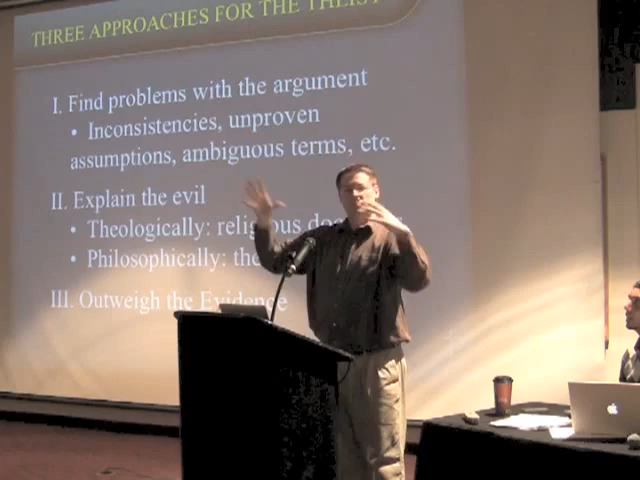 THREE APPROACHES FOR THE THEIST
I. Find problems with the argument
• Inconsistencies, unproven
assumptions, ambiguous terms, etc.
II. Explain the evil
• Theologically: religious
• Philosophically:
III. Outweigh the Evidence